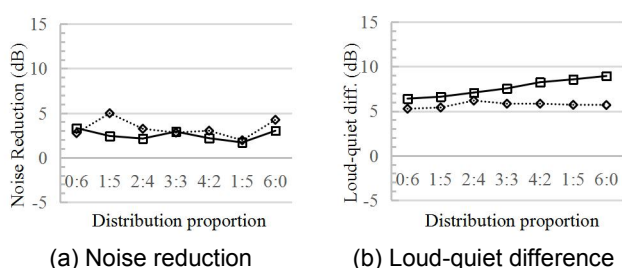 15
10
5
0
-5
Noise Reduction (dB)
0:6 1:5 2:4 3:3 4:2 1:5 6:0
Distribution proportion
(a) Noise reduction
15
10
5
0
-5
Loud-quiet diff. (dB)
0:6 1:5 2:4 3:3 4:2 1:5 6:0
Distribution proportion
(b) Loud-quiet difference